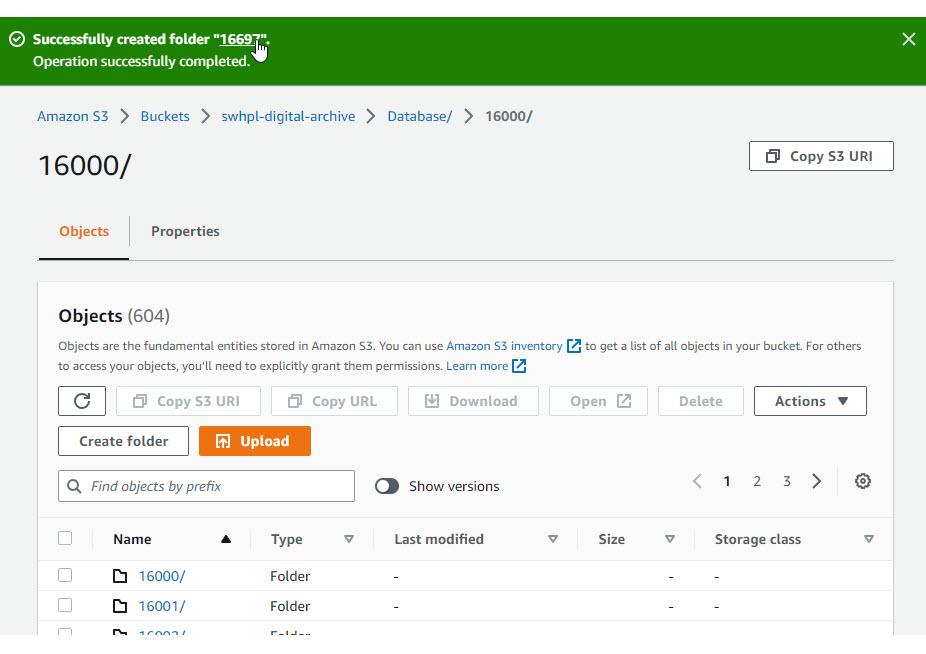 Successfully created folder "16697".
Operation successfully completed.
Amazon S3 > Buckets > swhpl-digital-archive > Database/ > 16000/
16000/
Copy S3 URI
Objects Properties
Objects (604)
Objects are the fundamental entities stored in Amazon S3. You can use Amazon S3 inventory to get a list of all objects in your bucket. For others
to access your objects, you'll need to explicitly grant them permissions. Learn more
Copy S3 URI Copy URL Download Open Delete Actions
Create folder Upload
Find objects by prefix Show versions 1 2 3
Name Type Last modified Size Storage class
16000/ Folder - - -
16001/ Folder - - -
16002/ Folder